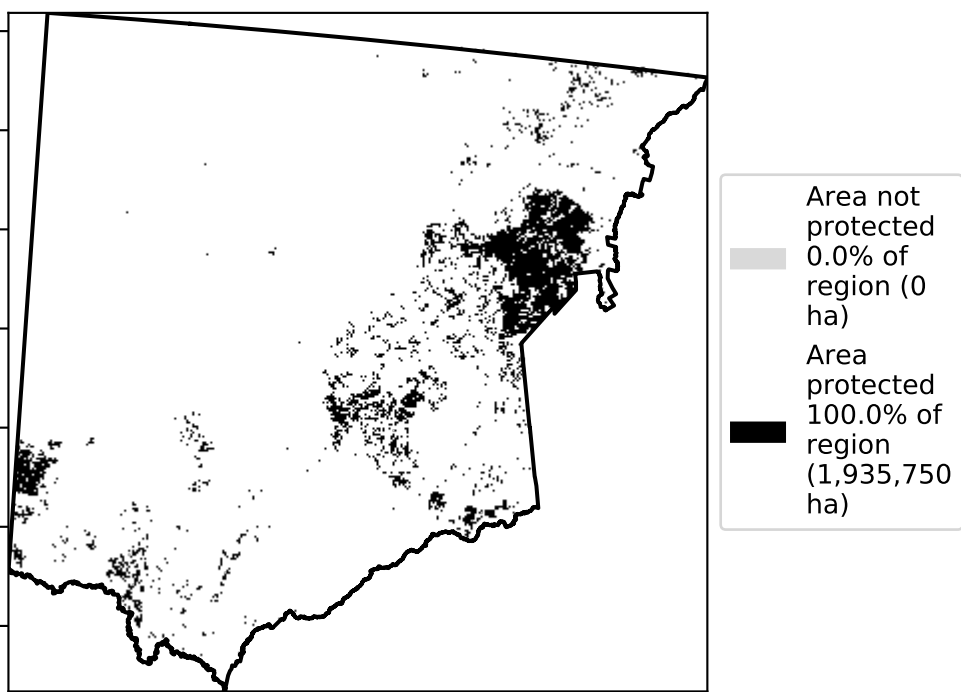 Area not
protected
0.0% of
region (0
ha)
Area
protected
100.0% of
region
(1,935,750
ha)